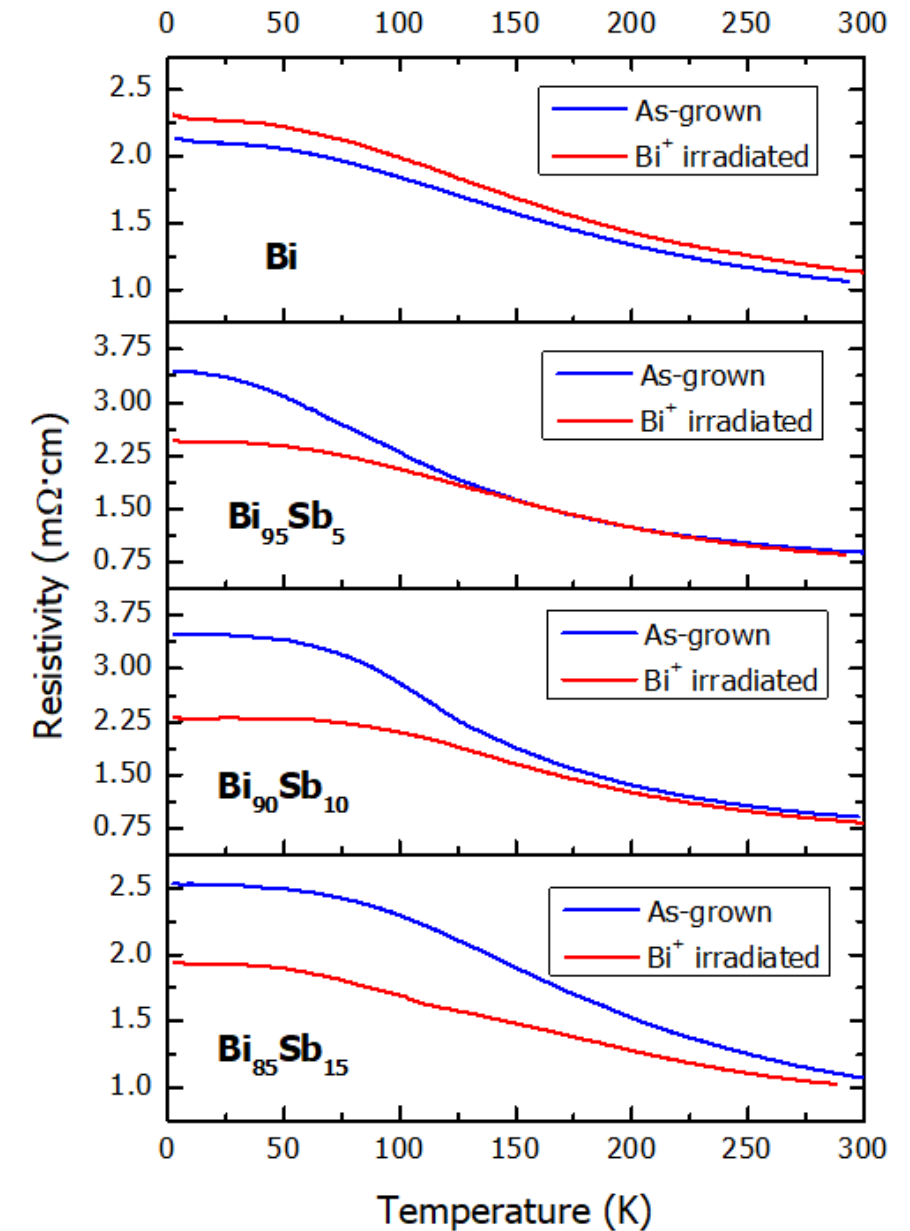 0 50 100 150 200 250 300
2.5
2.0
1.5
1.0
As-grown
Bi⁺ irradiated
Bi
3.75
3.00
2.25
1.50
0.75
As-grown
Bi⁺ irradiated
Bi₉₅Sb₅
Resistivity (mΩ·cm)
3.75
3.00
2.25
1.50
0.75
As-grown
Bi⁺ irradiated
Bi₉₀Sb₁₀
2.5
2.0
1.5
1.0
As-grown
Bi⁺ irradiated
Bi₈₅Sb₁₅
0 50 100 150 200 250 300
Temperature (K)